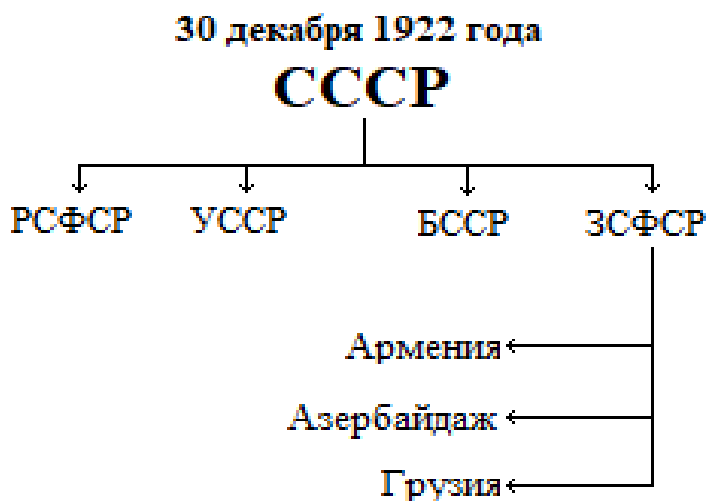 30 декабря 1922 года
СССР
РСФСР УССР БССР ЗСФСР
Армения
Азербайдаж
Грузия